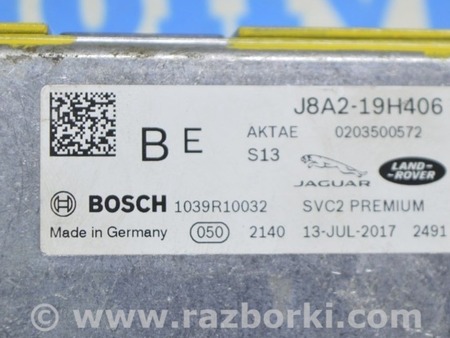 J8A2-19H406
B E AKTAE 0203500572
S13
JAGUAR LAND-ROVER
BOSCH 1039R10032 SVC2 PREMIUM
Made in Germany 050 2140 13-JUL-2017 2491
© www.razborki.com